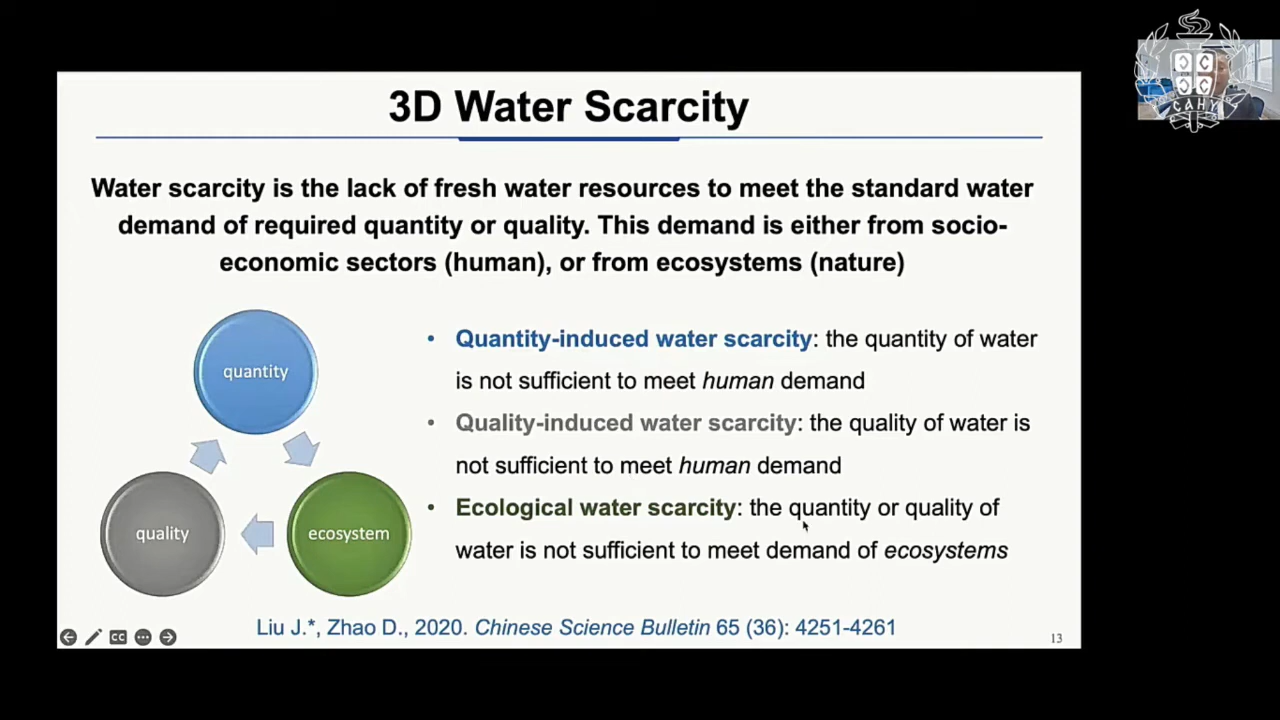 3D Water Scarcity
Water scarcity is the lack of fresh water resources to meet the standard water
demand of required quantity or quality. This demand is either from socio-
economic sectors (human), or from ecosystems (nature)
quantity
quality
ecosystem
• Quantity-induced water scarcity: the quantity of water
is not sufficient to meet human demand
• Quality-induced water scarcity: the quality of water is
not sufficient to meet human demand
• Ecological water scarcity: the quantity or quality of
water is not sufficient to meet demand of ecosystems
Liu J.*, Zhao D., 2020. Chinese Science Bulletin 65 (36): 4251-4261
13
CC
CAHY